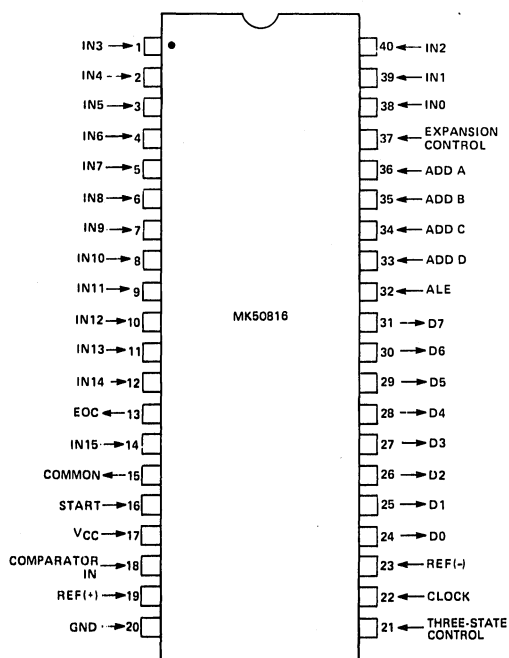 IN3 1
IN4 2
IN5 3
IN6 4
IN7 5
IN8 6
IN9 7
IN10 8
IN11 9
IN12 10
IN13 11
IN14 12
EOC 13
IN15 14
COMMON 15
START 16
VCC 17
COMPARATOR
IN 18
REF(+) 19
GND 20
MK50816
40 IN2
39 IN1
38 IN0
37 EXPANSION
CONTROL
36 ADD A
35 ADD B
34 ADD C
33 ADD D
32 ALE
31 D7
30 D6
29 D5
28 D4
27 D3
26 D2
25 D1
24 D0
23 REF(-)
22 CLOCK
21 THREE-STATE
CONTROL